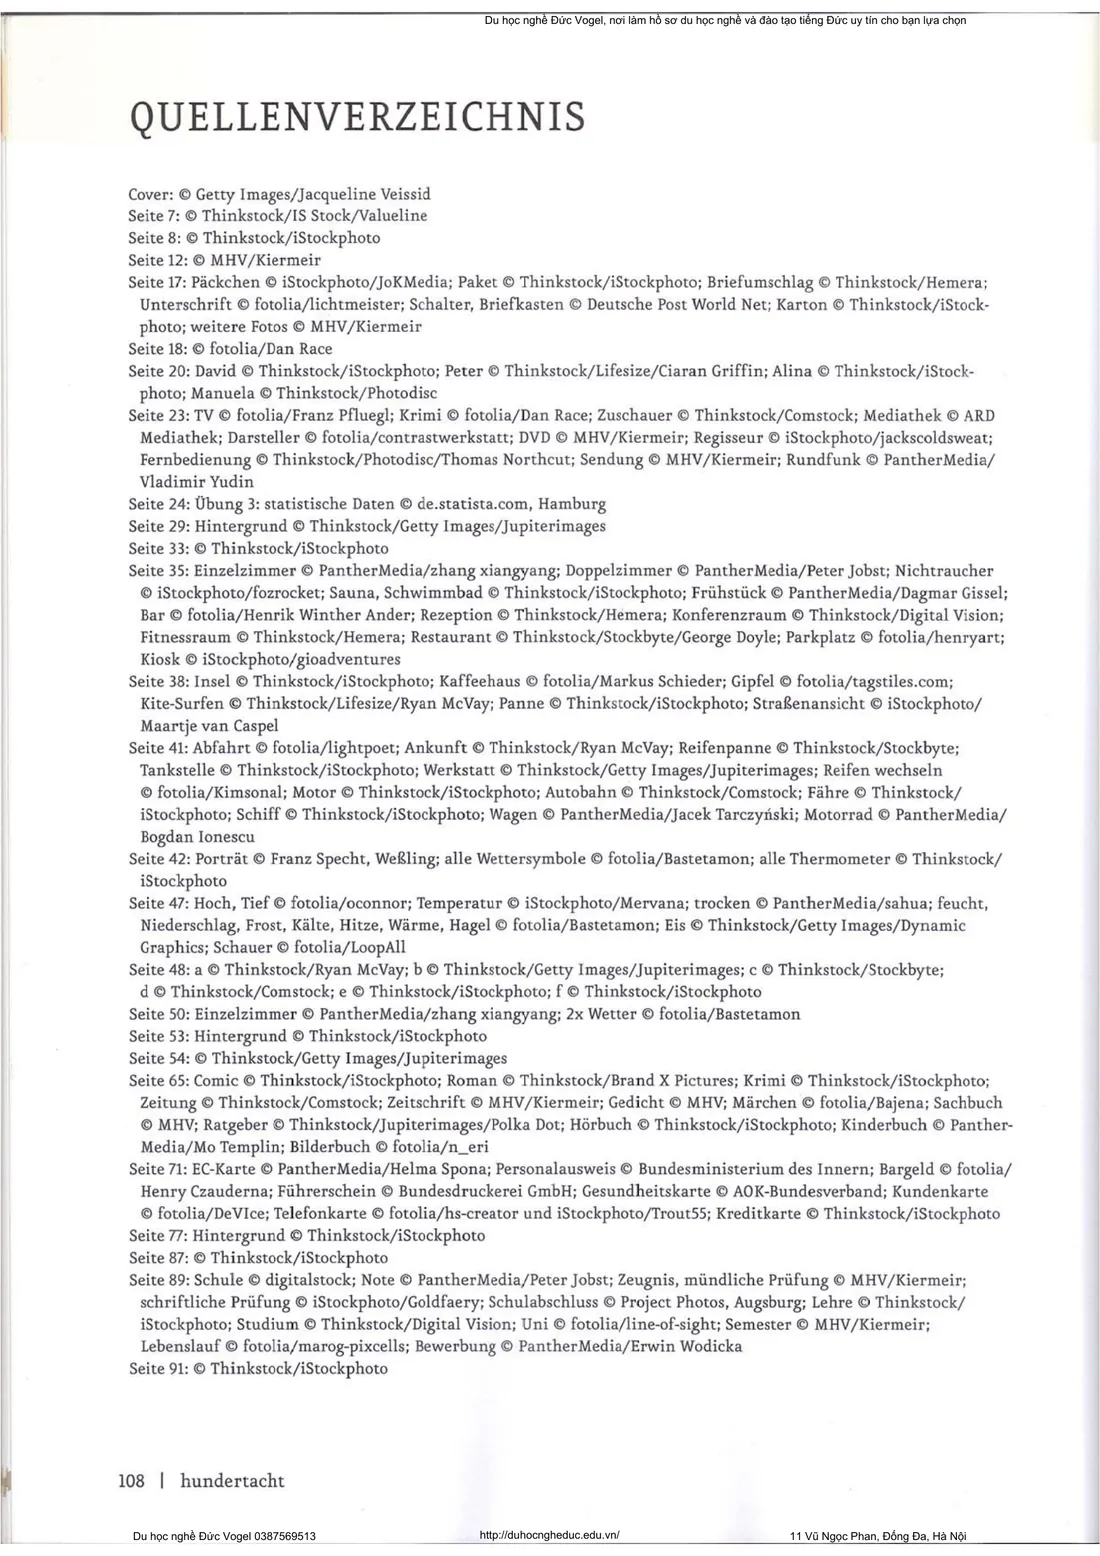 Du học nghề Đức Vogel, nơi làm hồ sơ du học nghề và đào tạo tiếng Đức uy tín cho bạn lựa chọn
QUELLENVERZEICHNIS
Cover: © Getty Images/Jacqueline Veissid
Seite 7: © Thinkstock/IS Stock/Valueline
Seite 8: © Thinkstock/iStockphoto
Seite 12: © MHV/Kiermeir
Seite 17: Päckchen © iStockphoto/JoKMedia; Paket © Thinkstock/iStockphoto; Briefumschlag © Thinkstock/Hemera;
Unterschrift © fotolia/lichtmeister; Schalter, Briefkasten © Deutsche Post World Net; Karton © Thinkstock/iStock-
photo; weitere Fotos © MHV/Kiermeir
Seite 18: © fotolia/Dan Race
Seite 20: David © Thinkstock/iStockphoto; Peter © Thinkstock/Lifesize/Ciaran Griffin; Alina © Thinkstock/iStock-
photo; Manuela © Thinkstock/Photodisc
Seite 23: TV © fotolia/Franz Pfluegl; Krimi © fotolia/Dan Race; Zuschauer © Thinkstock/Comstock; Mediathek © ARD
Mediathek; Darsteller © fotolia/contrastwerkstatt; DVD © MHV/Kiermeir; Regisseur © iStockphoto/jackscoldsweat;
Fernbedienung © Thinkstock/Photodisc/Thomas Northcut; Sendung © MHV/Kiermeir; Rundfunk © PantherMedia/
Vladimir Yudin
Seite 24: Übung 3: statistische Daten © de.statista.com, Hamburg
Seite 29: Hintergrund © Thinkstock/Getty Images/Jupiterimages
Seite 33: © Thinkstock/iStockphoto
Seite 35: Einzelzimmer © PantherMedia/zhang xiangyang; Doppelzimmer © PantherMedia/Peter Jobst; Nichtraucher
© iStockphoto/fozrocket; Sauna, Schwimmbad © Thinkstock/iStockphoto; Frühstück © PantherMedia/Dagmar Gissel;
Bar © fotolia/Henrik Winther Ander; Rezeption © Thinkstock/Hemera; Konferenzraum © Thinkstock/Digital Vision;
Fitnessraum © Thinkstock/Hemera; Restaurant © Thinkstock/Stockbyte/George Doyle; Parkplatz © fotolia/henryart;
Kiosk © iStockphoto/gioadventures
Seite 38: Insel © Thinkstock/iStockphoto; Kaffeehaus © fotolia/Markus Schieder; Gipfel © fotolia/tagstiles.com;
Kite-Surfen © Thinkstock/Lifesize/Ryan McVay; Panne © Thinkstock/iStockphoto; Straßenansicht © iStockphoto/
Maartje van Caspel
Seite 41: Abfahrt © fotolia/lightpoet; Ankunft © Thinkstock/Ryan McVay; Reifenpanne © Thinkstock/Stockbyte;
Tankstelle © Thinkstock/iStockphoto; Werkstatt © Thinkstock/Getty Images/Jupiterimages; Reifen wechseln
© fotolia/Kimsonal; Motor © Thinkstock/iStockphoto; Autobahn © Thinkstock/Comstock; Fähre © Thinkstock/
iStockphoto; Schiff © Thinkstock/iStockphoto; Wagen © PantherMedia/Jacek Tarczyński; Motorrad © PantherMedia/
Bogdan Ionescu
Seite 42: Porträt © Franz Specht, Weßling; alle Wettersymbole © fotolia/Bastetamon; alle Thermometer © Thinkstock/
iStockphoto
Seite 47: Hoch, Tief © fotolia/oconnor; Temperatur © iStockphoto/Mervana; trocken © PantherMedia/sahua; feucht,
Niederschlag, Frost, Kälte, Hitze, Wärme, Hagel © fotolia/Bastetamon; Eis © Thinkstock/Getty Images/Dynamic
Graphics; Schauer © fotolia/LoopAll
Seite 48: a © Thinkstock/Ryan McVay; b © Thinkstock/Getty Images/Jupiterimages; c © Thinkstock/Stockbyte;
d © Thinkstock/Comstock; e © Thinkstock/iStockphoto; f © Thinkstock/iStockphoto
Seite 50: Einzelzimmer © PantherMedia/zhang xiangyang; 2x Wetter © fotolia/Bastetamon
Seite 53: Hintergrund © Thinkstock/iStockphoto
Seite 54: © Thinkstock/Getty Images/Jupiterimages
Seite 65: Comic © Thinkstock/iStockphoto; Roman © Thinkstock/Brand X Pictures; Krimi © Thinkstock/iStockphoto;
Zeitung © Thinkstock/Comstock; Zeitschrift © MHV/Kiermeir; Gedicht © MHV; Märchen © fotolia/Bajena; Sachbuch
© MHV; Ratgeber © Thinkstock/Jupiterimages/Polka Dot; Hörbuch © Thinkstock/iStockphoto; Kinderbuch © Panther-
Media/Mo Templin; Bilderbuch © fotolia/n_eri
Seite 71: EC-Karte © PantherMedia/Helma Spona; Personalausweis © Bundesministerium des Innern; Bargeld © fotolia/
Henry Czauderna; Führerschein © Bundesdruckerei GmbH; Gesundheitskarte © AOK-Bundesverband; Kundenkarte
© fotolia/DeVIce; Telefonkarte © fotolia/hs-creator und iStockphoto/Trout55; Kreditkarte © Thinkstock/iStockphoto
Seite 77: Hintergrund © Thinkstock/iStockphoto
Seite 87: © Thinkstock/iStockphoto
Seite 89: Schule © digitalstock; Note © PantherMedia/Peter Jobst; Zeugnis, mündliche Prüfung © MHV/Kiermeir;
schriftliche Prüfung © iStockphoto/Goldfaery; Schulabschluss © Project Photos, Augsburg; Lehre © Thinkstock/
iStockphoto; Studium © Thinkstock/Digital Vision; Uni © fotolia/line-of-sight; Semester © MHV/Kiermeir;
Lebenslauf © fotolia/marog-pixcells; Bewerbung © PantherMedia/Erwin Wodicka
Seite 91: © Thinkstock/iStockphoto
108 | hundertacht
Du học nghề Đức Vogel 0387569513 http://duhocngheduc.edu.vn/ 11 Vũ Ngọc Phan, Đống Đa, Hà Nội